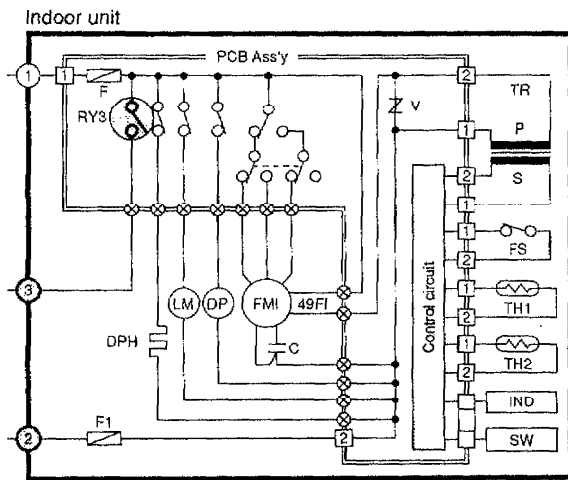 Indoor unit
PCB Ass'y
1
1
F
RY3
V
2
TR
1
P
2
S
1
1
FS
2
Control circuit
3
LM
DP
FMI
49FI
1
TH1
2
DPH
C
1
TH2
2
IND
F1
2
2
SW